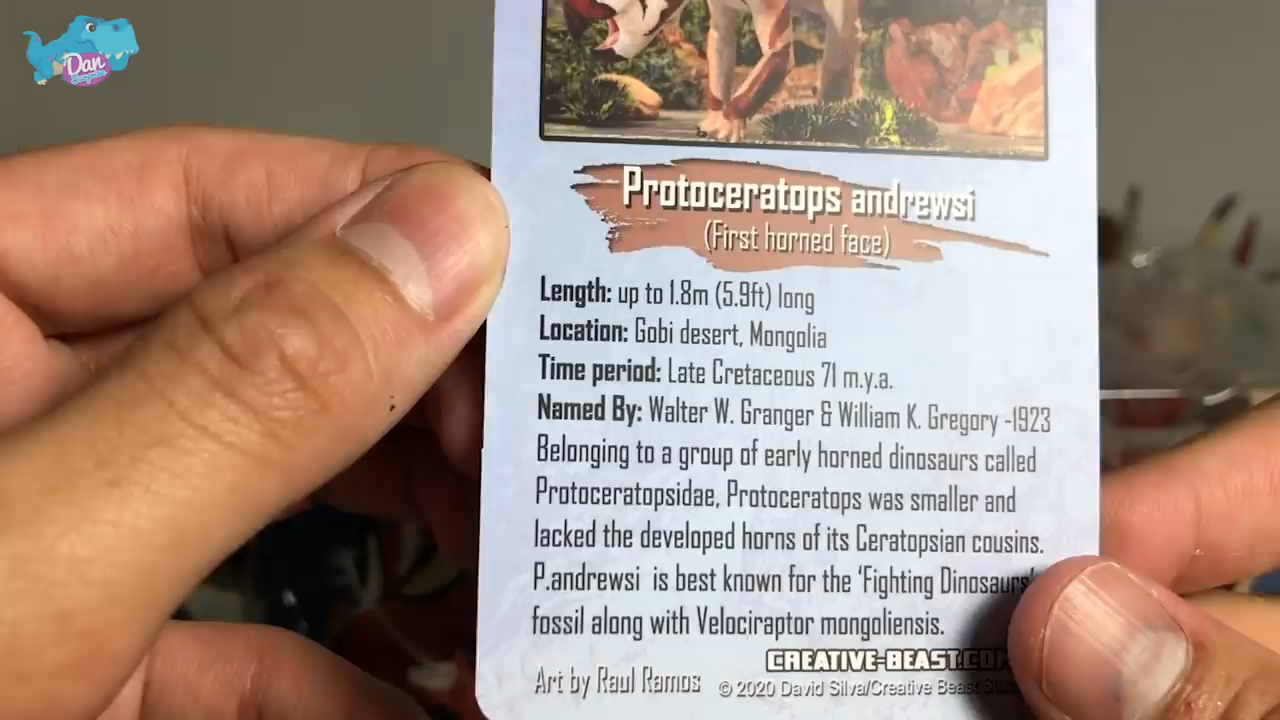 Dan
Surprise
Protoceratops andrewsi
(First horned face)
Length: up to 1.8m (5.9ft) long
Location: Gobi desert, Mongolia
Time period: Late Cretaceous 71 m.y.a.
Named By: Walter W. Granger & William K. Gregory -1923
Belonging to a group of early horned dinosaurs called
Protoceratopsidae, Protoceratops was smaller and
lacked the developed horns of its Ceratopsian cousins.
P.andrewsi is best known for the 'Fighting Dinosaurs'
fossil along with Velociraptor mongoliensis.
CREATIVE-BEAST.COM
Art by Raul Ramos © 2020 David Silva/Creative Beast